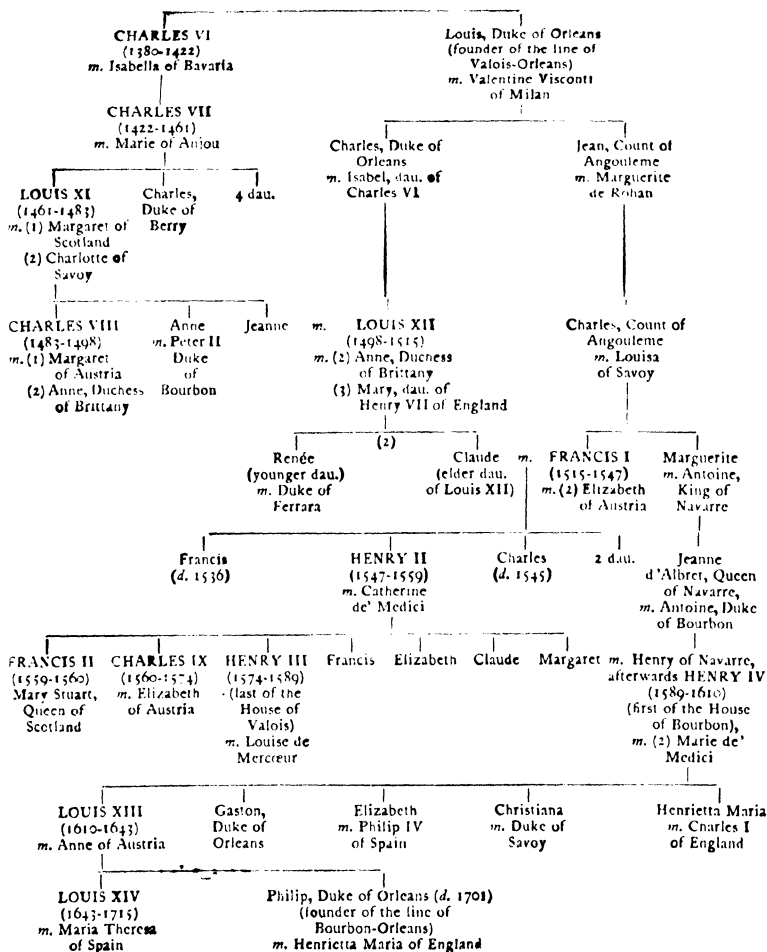 CHARLES VI
(1380-1422)
m. Isabella of Bavaria
Louis, Duke of Orleans
(founder of the line of
Valois-Orleans)
m. Valentine Visconti
of Milan
CHARLES VII
(1422-1461)
m. Marie of Anjou
Charles, Duke of
Orleans
m. Isabel, dau. of
Charles VI
Jean, Count of
Angouleme
m. Marguerite
de Rohan
LOUIS XI
(1461-1483)
m. (1) Margaret of
Scotland
(2) Charlotte of
Savoy
Charles,
Duke of
Berry
4 dau.
CHARLES VIII
(1483-1498)
m. (1) Margaret
of Austria
(2) Anne, Duchess
of Brittany
Anne
m. Peter II
Duke
of
Bourbon
Jeanne
m.
LOUIS XII
(1498-1515)
m. (2) Anne, Duchess
of Brittany
(3) Mary, dau. of
Henry VII of England
Charles, Count of
Angouleme
m. Louisa
of Savoy
(2)
Renée
(younger dau.)
m. Duke of
Ferrara
Claude
(elder dau.
of Louis XII)
m.
FRANCIS I
(1515-1547)
m. (2) Elizabeth
of Austria
Marguerite
m. Antoine,
King of
Navarre
Francis
(d. 1536)
HENRY II
(1547-1559)
m. Catherine
de' Medici
Charles
(d. 1545)
2 dau.
Jeanne
d'Albret, Queen
of Navarre,
m. Antoine, Duke
of Bourbon
FRANCIS II
(1559-1560)
Mary Stuart,
Queen of
Scotland
CHARLES IX
(1560-1574)
m. Elizabeth
of Austria
HENRY III
(1574-1589)
(last of the
House of
Valois)
m. Louise de
Mercœur
Francis
Elizabeth
Claude
Margaret
m. Henry of Navarre,
afterwards HENRY IV
(1589-1610)
(first of the House
of Bourbon),
m. (2) Marie de'
Medici
LOUIS XIII
(1610-1643)
m. Anne of Austria
Gaston,
Duke of
Orleans
Elizabeth
m. Philip IV
of Spain
Christiana
m. Duke of
Savoy
Henrietta Maria
m. Charles I
of England
LOUIS XIV
(1643-1715)
m. Maria Theresa
of Spain
Philip, Duke of Orleans (d. 1701)
(founder of the line of
Bourbon-Orleans)
m. Henrietta Maria of England